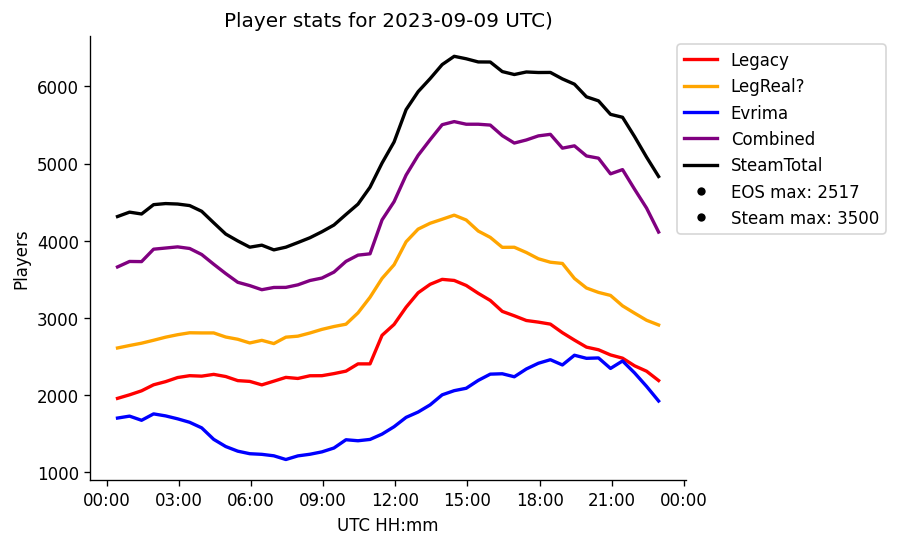 Player stats for 2023-09-09 UTC)
Legacy
LegReal?
Evrima
Combined
SteamTotal
EOS max: 2517
Steam max: 3500
Players
6000
5000
4000
3000
2000
1000
00:00 03:00 06:00 09:00 12:00 15:00 18:00 21:00 00:00
UTC HH:mm